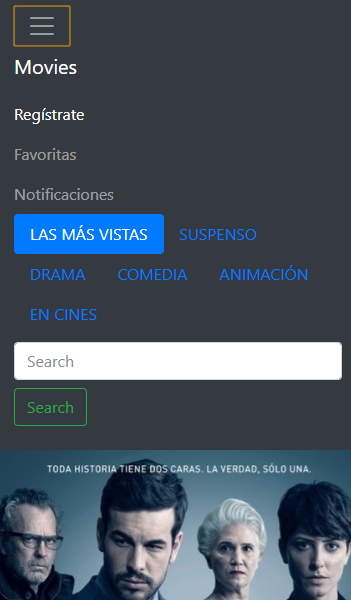 Movies
Regístrate
Favoritas
Notificaciones
LAS MÁS VISTAS SUSPENSO
DRAMA COMEDIA ANIMACIÓN
EN CINES
Search
Search
TODA HISTORIA TIENE DOS CARAS. LA VERDAD, SÓLO UNA.